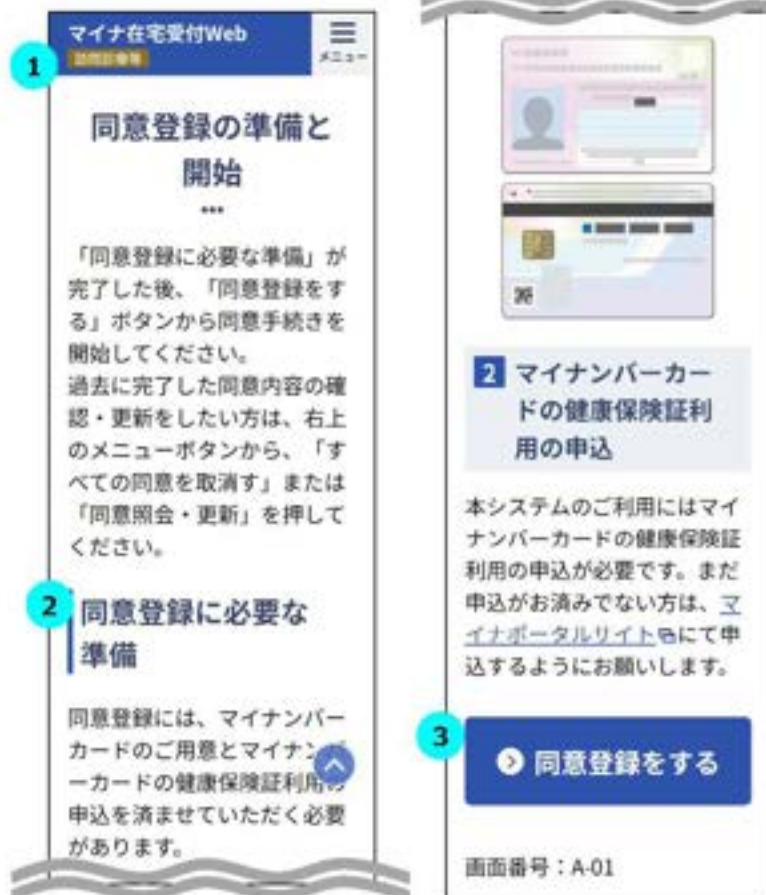 1
マイナ在宅受付Web
訪問診療等
メニュー
同意登録の準備と
開始
「同意登録に必要な準備」が
完了した後、「同意登録をす
る」ボタンから同意手続きを
開始してください。
過去に完了した同意内容の確
認・更新をしたい方は、右上
のメニューボタンから、「す
べての同意を取消す」または
「同意照会・更新」を押して
ください。
2
同意登録に必要な
準備
同意登録には、マイナンバー
カードのご用意とマイナンバ
ーカードの健康保険証利用の
申込を済ませていただく必要
があります。
2 マイナンバーカー
ドの健康保険証利
用の申込
本システムのご利用にはマイ
ナンバーカードの健康保険証
利用の申込が必要です。まだ
申込がお済みでない方は、マ
イナポータルサイトにて申
込するようにお願いします。
3
同意登録をする
画面番号：A-01